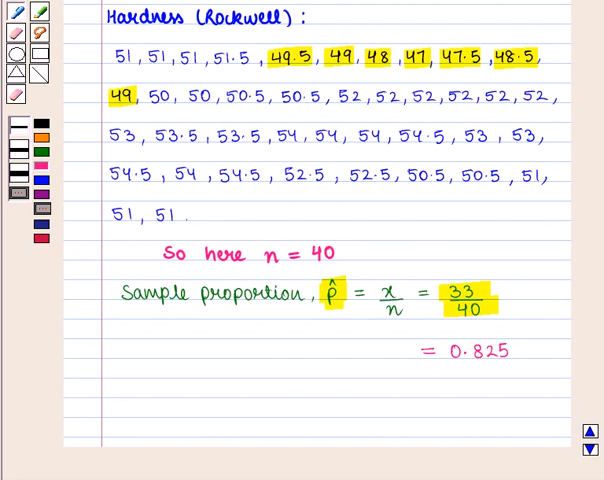 Hardness (Rockwell) :
51, 51, 51, 51.5, 49.5, 49, 48, 47, 47.5, 48.5,
49, 50, 50, 50.5, 50.5, 52, 52, 52, 52, 52, 52,
53, 53.5, 53.5, 54, 54, 54, 54.5, 53, 53,
54.5, 54, 54.5, 52.5, 52.5, 50.5, 50.5, 51,
51, 51.
So here n = 40
Sample proportion, p̂ = x/n = 33/40
= 0.825